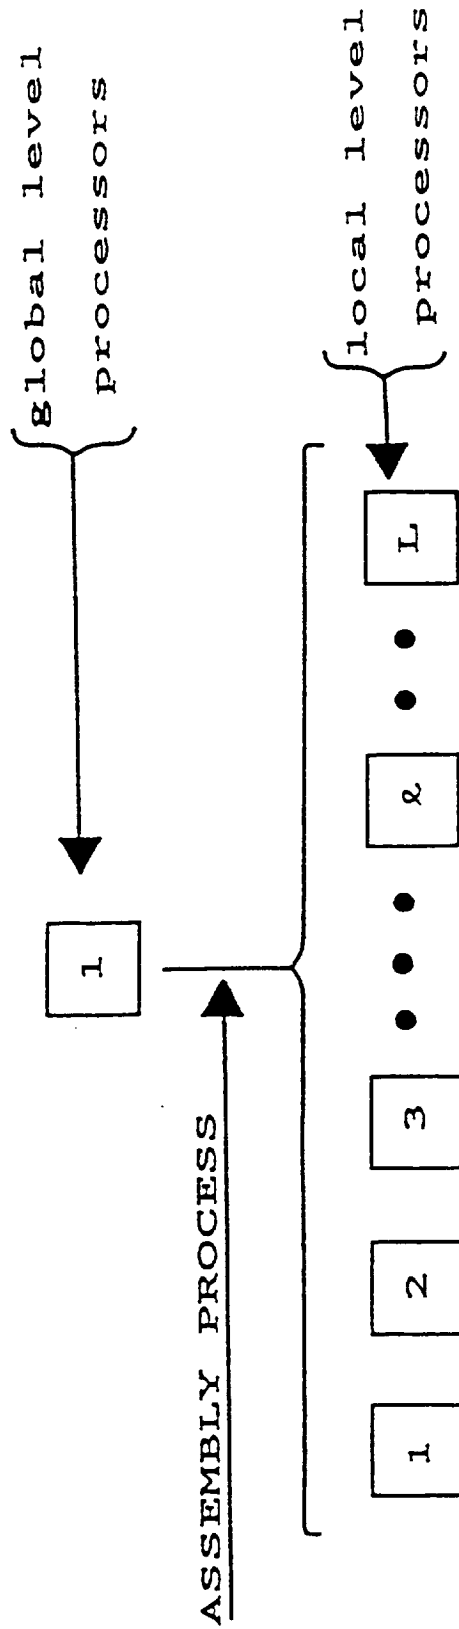 global level
processors
1
ASSEMBLY PROCESS
local level
processors
1
2
3
ℓ
L